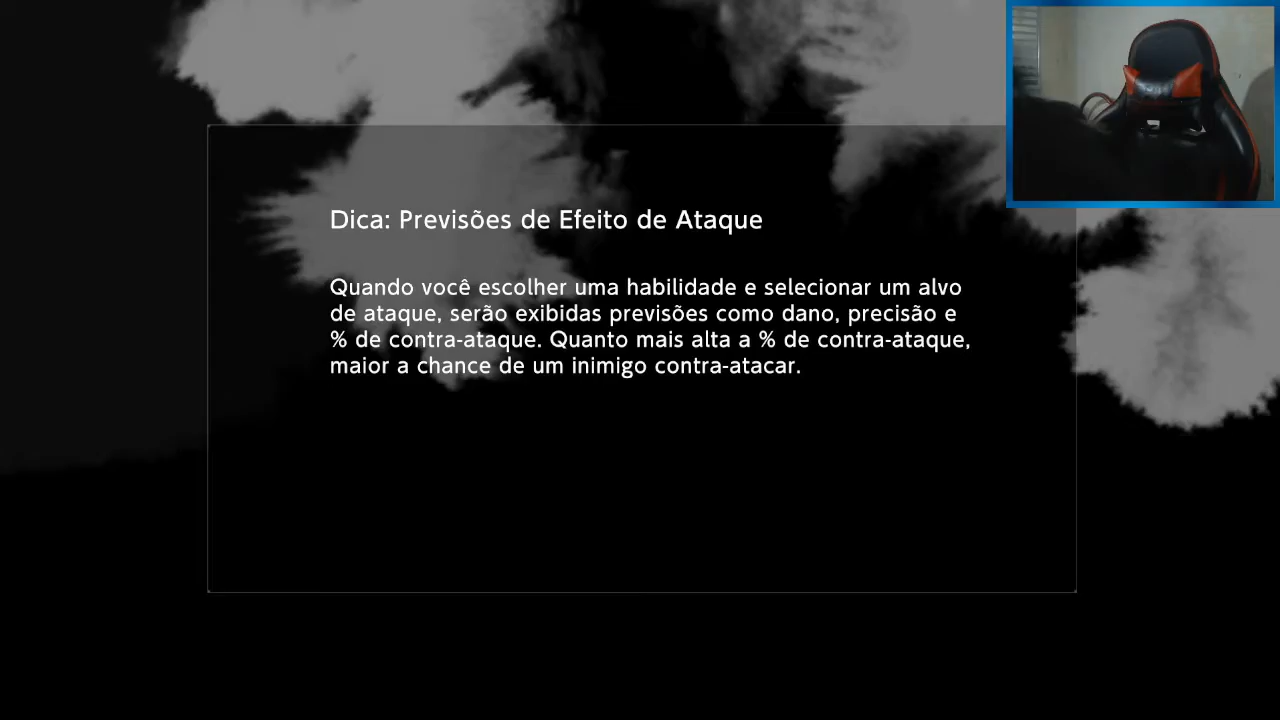 Dica: Previsões de Efeito de Ataque
Quando você escolher uma habilidade e selecionar um alvo
de ataque, serão exibidas previsões como dano, precisão e
% de contra-ataque. Quanto mais alta a % de contra-ataque,
maior a chance de um inimigo contra-atacar.